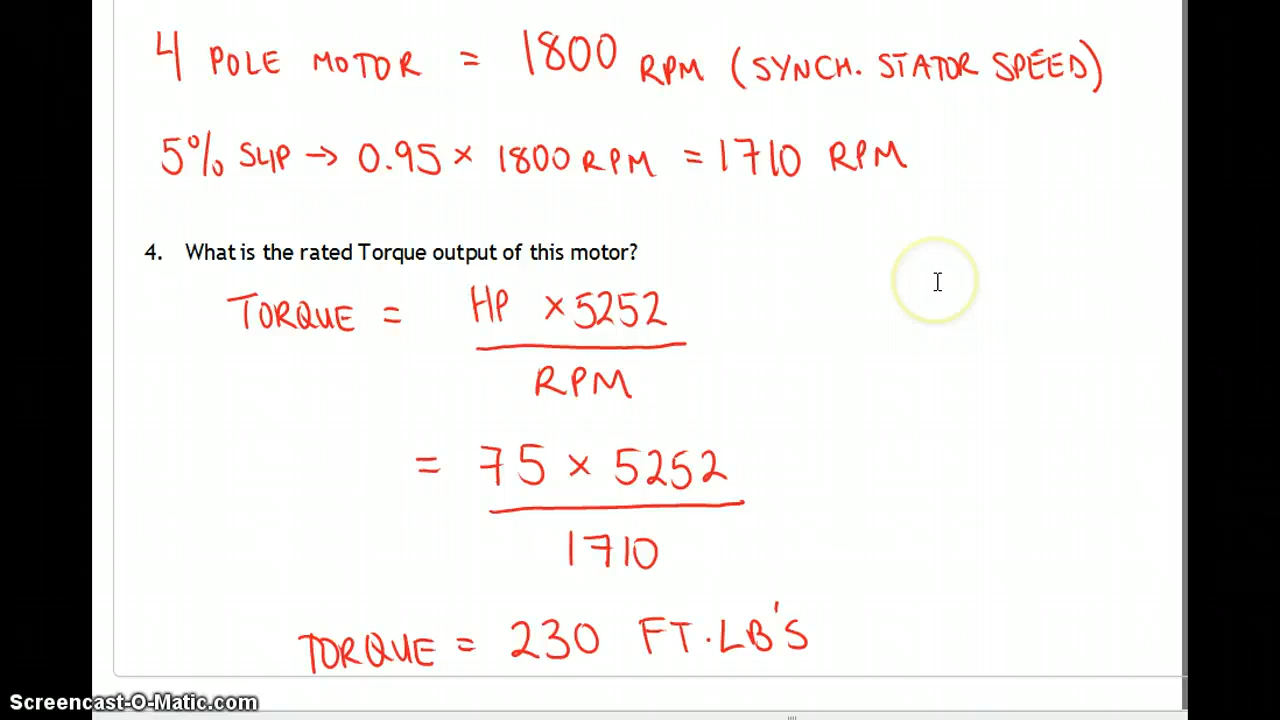 4 POLE MOTOR = 1800 RPM (SYNCH. STATOR SPEED)
5% SLIP → 0.95 × 1800 RPM = 1710 RPM
4. What is the rated Torque output of this motor?
TORQUE = HP × 5252
RPM
= 75 × 5252
1710
TORQUE = 230 FT·LB'S
Screencast-O-Matic.com